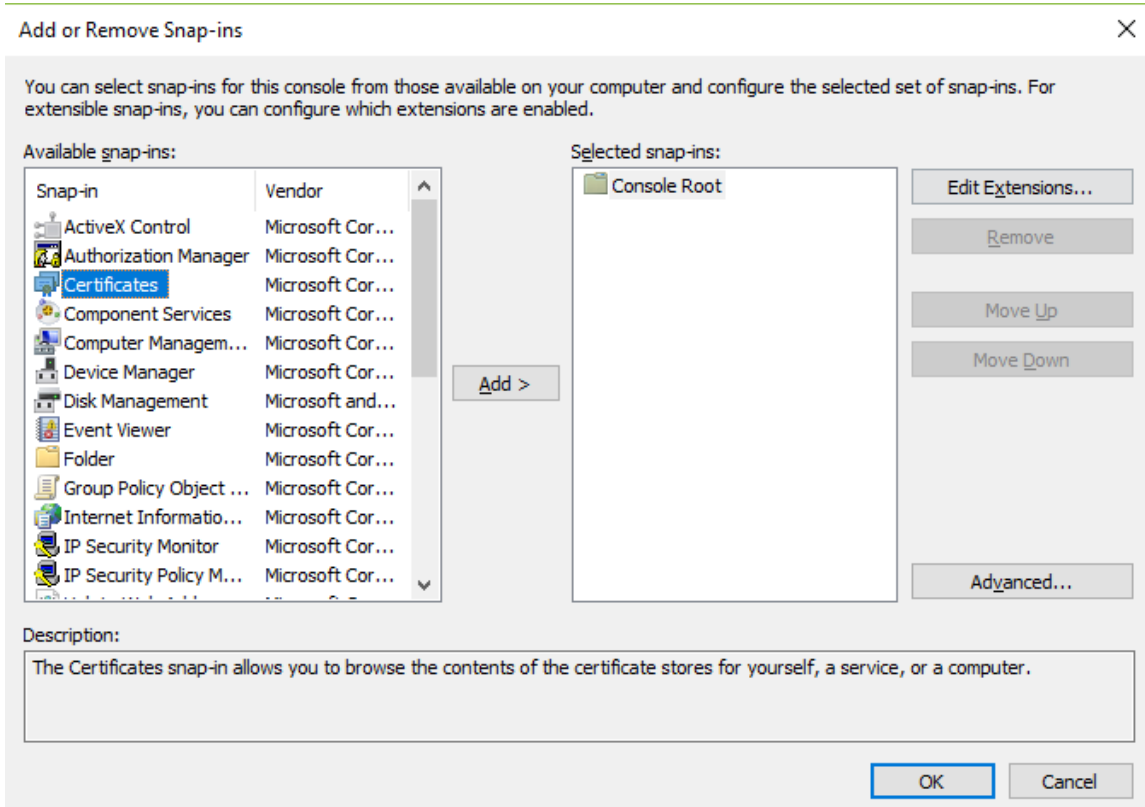 Add or Remove Snap-ins
You can select snap-ins for this console from those available on your computer and configure the selected set of snap-ins. For
extensible snap-ins, you can configure which extensions are enabled.
Available snap-ins:
Snap-in Vendor
ActiveX Control Microsoft Cor...
Authorization Manager Microsoft Cor...
Certificates Microsoft Cor...
Component Services Microsoft Cor...
Computer Managem... Microsoft Cor...
Device Manager Microsoft Cor...
Disk Management Microsoft and...
Event Viewer Microsoft Cor...
Folder Microsoft Cor...
Group Policy Object ... Microsoft Cor...
Internet Informatio... Microsoft Cor...
IP Security Monitor Microsoft Cor...
IP Security Policy M... Microsoft Cor...
Add >
Selected snap-ins:
Console Root
Edit Extensions...
Remove
Move Up
Move Down
Advanced...
Description:
The Certificates snap-in allows you to browse the contents of the certificate stores for yourself, a service, or a computer.
OK
Cancel